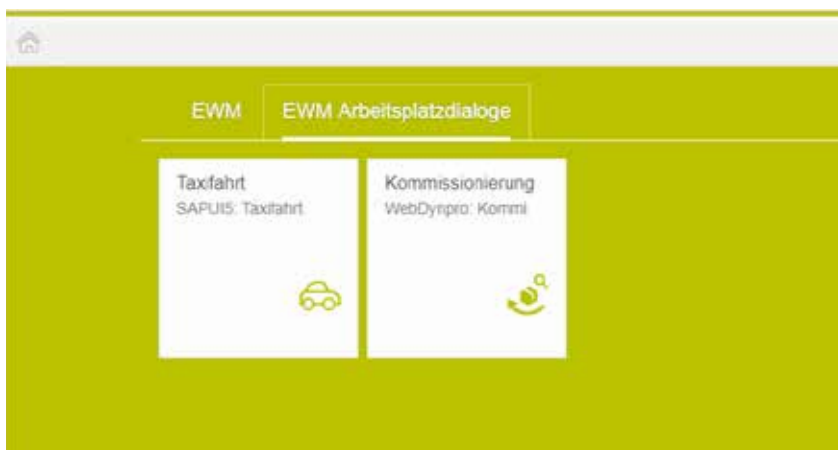 EWM EWM Arbeitsplatzdialoge
Taxifahrt
SAPUI5: Taxifahrt
Kommissionierung
WebDynpro: Kommi